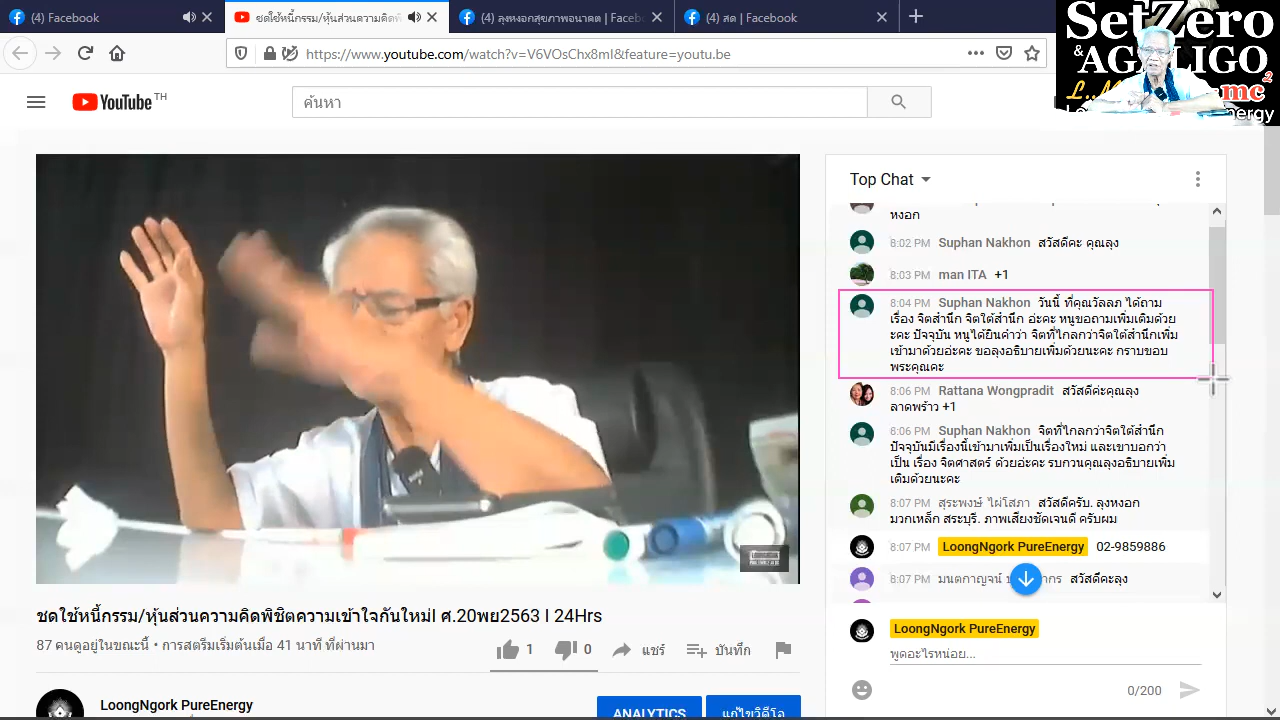 (4) Facebook
ชดใช้หนี้กรรม/หุ้นส่วนความคิดพิ
(4) ลุงหงอกสุขภาพอนาคต | Faceb
(4) สด | Facebook
SetZero
https://www.youtube.com/watch?v=V6VOsChx8mI&feature=youtu.be
YouTube TH
ค้นหา
Top Chat
หงอก
8:02 PM Suphan Nakhon สวัสดีคะ คุณลุง
8:03 PM man ITA +1
8:04 PM Suphan Nakhon วันนี้ ที่คุณวัลลภ ได้ถาม
เรื่อง จิตสำนึก จิตใต้สำนึก อ่ะคะ หนูขอถามเพิ่มเติมด้วย
ะคะ ปัจจุบัน หนูได้ยินคำว่า จิตที่ไกลกว่าจิตใต้สำนึกเพิ่ม
เข้ามาด้วยอ่ะคะ ขอลุงอธิบายเพิ่มด้วยนะคะ กราบขอบ
พระคุณคะ
8:06 PM Rattana Wongpradit สวัสดีค่ะคุณลุง
ลาดพร้าว +1
8:06 PM Suphan Nakhon จิตที่ไกลกว่าจิตใต้สำนึก
ปัจจุบันมีเรื่องนี้เข้ามาเพิ่มเป็นเรื่องใหม่ และเขาบอกว่า
เป็น เรื่อง จิตศาสตร์ ด้วยอ่ะคะ รบกวนคุณลุงอธิบายเพิ่ม
เติมด้วยนะคะ
8:07 PM สุระพงษ์ ไผ่โสภา สวัสดีครับ. ลุงหงอก
มวกเหล็ก สระบุรี. ภาพเสียงชัดเจนดี ครับผม
8:07 PM LoongNgork PureEnergy 02-9859886
8:07 PM มนตกาญจน์ สวัสดีคะลุง
LoongNgork PureEnergy
พูดอะไรหน่อย...
0/200
ชดใช้หนี้กรรม/หุ้นส่วนความคิดพิชิตความเข้าใจกันใหม่l ศ.20พย2563 l 24Hrs
87 คนดูอยู่ในขณะนี้ • การสตรีมเริ่มต้นเมื่อ 41 นาที ที่ผ่านมา
1 0 แชร์ บันทึก
LoongNgork PureEnergy
ANALYTICS แก้ไขวิดีโอ